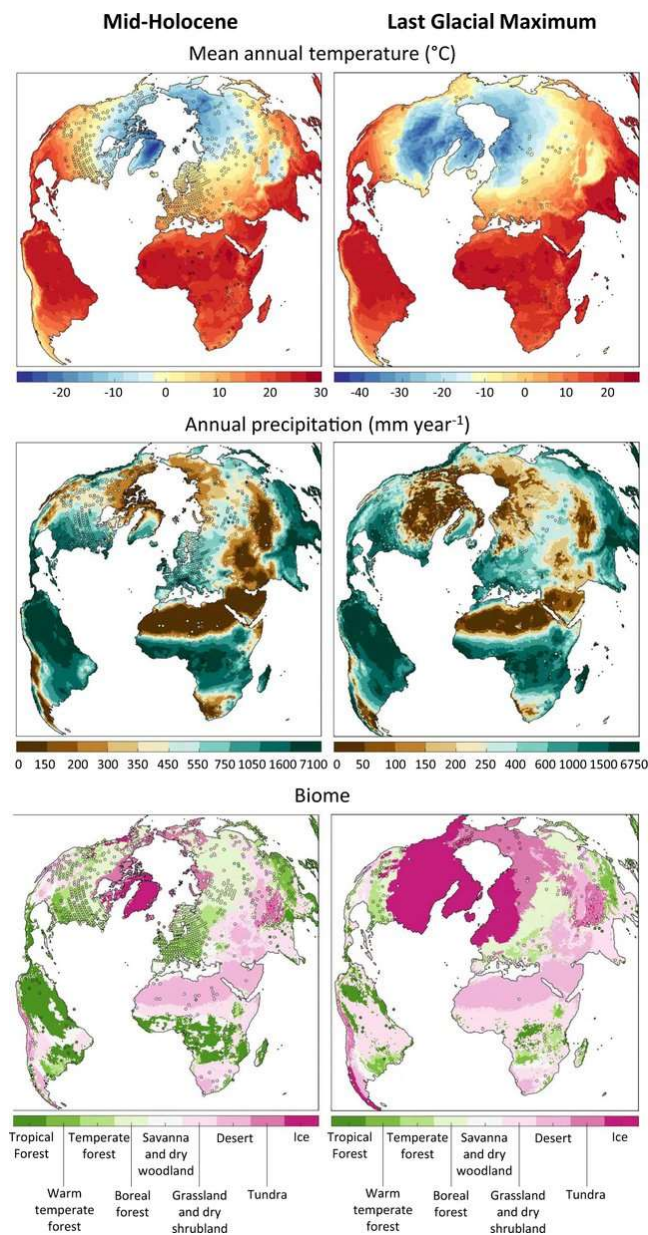 Mid-Holocene Last Glacial Maximum
Mean annual temperature (°C)
-20 -10 0 10 20 30 -40 -30 -20 -10 0 10 20
Annual precipitation (mm year-1)
0 150 200 300 350 450 550 750 1050 1600 7100 0 50 100 150 200 250 400 600 1000 1500 6750
Biome
Tropical Forest Temperate forest Savanna and dry woodland Desert Ice Tropical Forest Temperate forest Savanna and dry woodland Desert Ice
Warm temperate forest Boreal forest Grassland and dry shrubland Tundra Warm temperate forest Boreal forest Grassland and dry shrubland Tundra